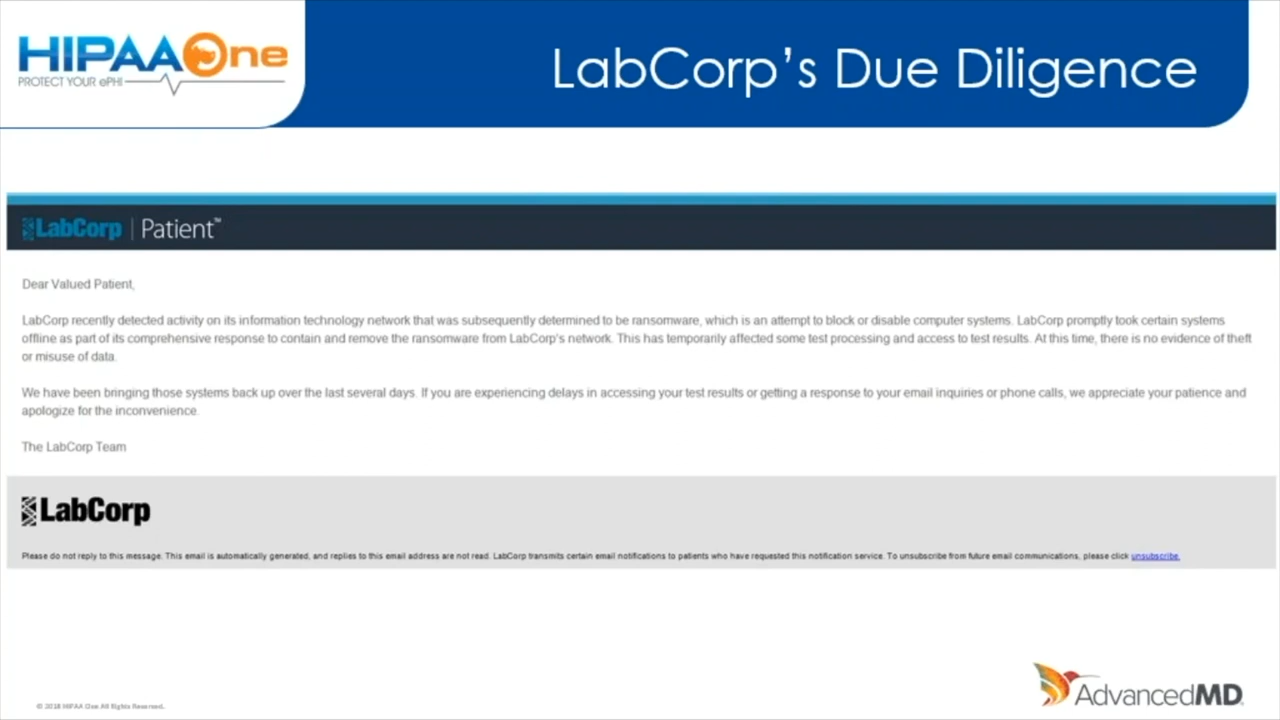 HIPAAOne
PROTECT YOUR ePHI
LabCorp's Due Diligence
LabCorp | Patient™
Dear Valued Patient,
LabCorp recently detected activity on its information technology network that was subsequently determined to be ransomware, which is an attempt to block or disable computer systems. LabCorp promptly took certain systems
offline as part of its comprehensive response to contain and remove the ransomware from LabCorp's network. This has temporarily affected some test processing and access to test results. At this time, there is no evidence of theft
or misuse of data.
We have been bringing those systems back up over the last several days. If you are experiencing delays in accessing your test results or getting a response to your email inquiries or phone calls, we appreciate your patience and
apologize for the inconvenience.
The LabCorp Team
LabCorp
Please do not reply to this message. This email is automatically generated, and replies to this email address are not read. LabCorp transmits certain email notifications to patients who have requested this notification service. To unsubscribe from future email communications, please click unsubscribe.
© 2018 HIPAA One All Rights Reserved.
AdvancedMD